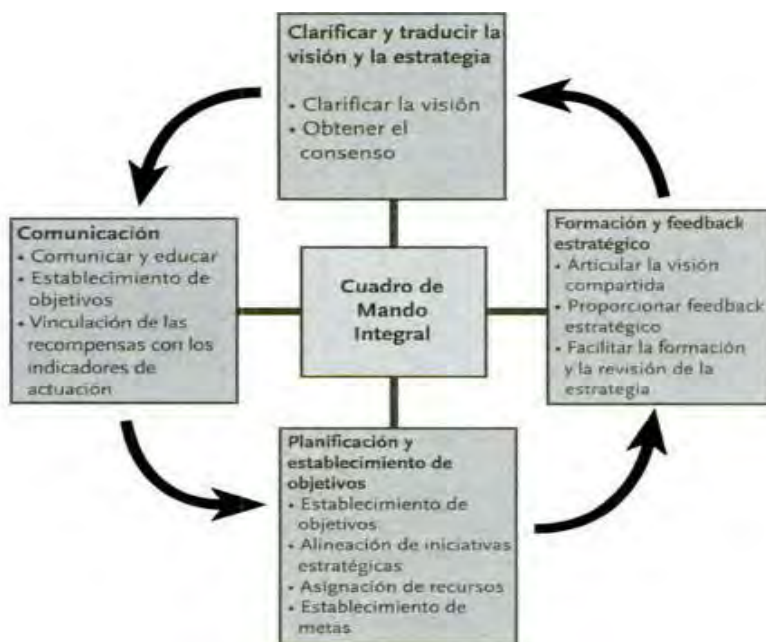 Clarificar y traducir la
visión y la estrategia
• Clarificar la visión
• Obtener el
consenso
Comunicación
• Comunicar y educar
• Establecimiento de
objetivos
• Vinculación de las
recompensas con los
indicadores de
actuación
Cuadro de
Mando
Integral
Formación y feedback
estratégico
• Articular la visión
compartida
• Proporcionar feedback
estratégico
• Facilitar la formación
y la revisión de la
estrategia
Planificación y
establecimiento de
objetivos
• Establecimiento de
objetivos
• Alineación de iniciativas
estratégicas
• Asignación de recursos
• Establecimiento de
metas